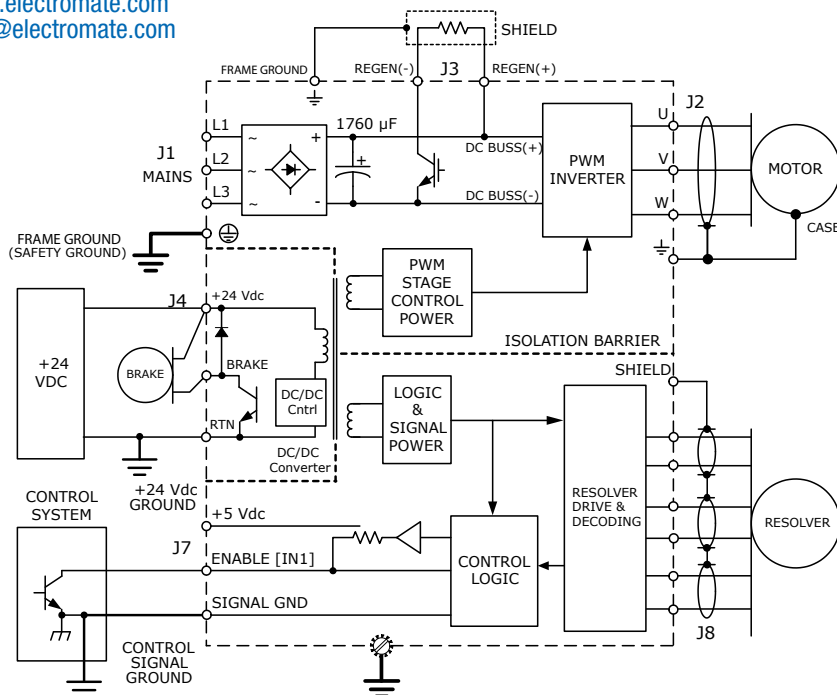 .electromate.com
@electromate.com
SHIELD
FRAME GROUND
REGEN(-)
J3
REGEN(+)
J2
L1
L2
L3
J1
MAINS
~
~
~
+
-
1760 µF
+
DC BUSS(+)
DC BUSS(-)
PWM
INVERTER
U
V
W
MOTOR
CASE
FRAME GROUND
(SAFETY GROUND)
PWM
STAGE
CONTROL
POWER
ISOLATION BARRIER
J4
+24 Vdc
+24
VDC
BRAKE
BRAKE
RTN
DC/DC
Cntrl
DC/DC
Converter
LOGIC
&
SIGNAL
POWER
SHIELD
RESOLVER
DRIVE &
DECODING
RESOLVER
J8
+24 Vdc
GROUND
CONTROL
SYSTEM
+5 Vdc
J7
ENABLE [IN1]
SIGNAL GND
CONTROL
LOGIC
CONTROL
SIGNAL
GROUND